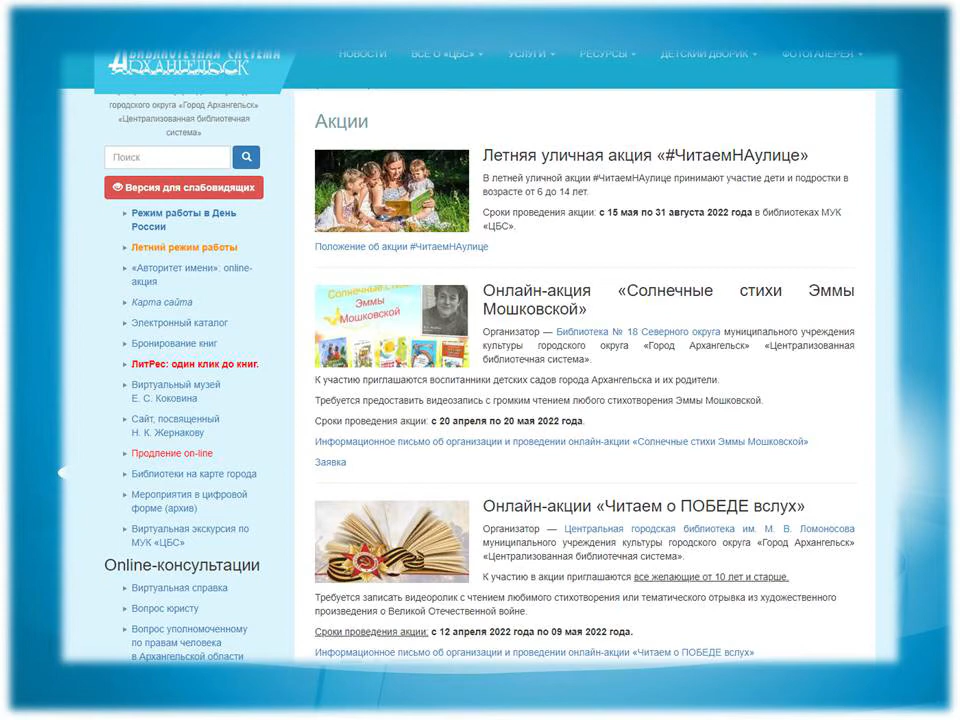 БИБЛИОТЕЧНАЯ СИСТЕМА
АРХАНГЕЛЬСК
НОВОСТИ ВСЁ О «ЦБС» УСЛУГИ РЕСУРСЫ ДЕТСКИЙ ДВОРИК ФОТОГАЛЕРЕЯ
городского округа «Город Архангельск»
«Централизованная библиотечная
система»
Поиск
Версия для слабовидящих
Режим работы в День
России
Летний режим работы
«Авторитет имени»: online-
акция
Карта сайта
Электронный каталог
Бронирование книг
ЛитРес: один клик до книг.
Виртуальный музей
Е. С. Коковина
Сайт, посвященный
Н. К. Жернакову
Продление on-line
Библиотеки на карте города
Мероприятия в цифровой
форме (архив)
Виртуальная экскурсия по
МУК «ЦБС»
Online-консультации
Виртуальная справка
Вопрос юристу
Вопрос уполномоченному
по правам человека
в Архангельской области
Акции
Летняя уличная акция «#ЧитаемНАулице»
В летней уличной акции #ЧитаемНАулице принимают участие дети и подростки в
возрасте от 6 до 14 лет.
Сроки проведения акции: с 15 мая по 31 августа 2022 года в библиотеках МУК
«ЦБС».
Положение об акции #ЧитаемНАулице
Солнечные стихи
Эммы
Мошковской
Онлайн-акция «Солнечные стихи Эммы
Мошковской»
Организатор — Библиотека № 18 Северного округа муниципального учреждения
культуры городского округа «Город Архангельск» «Централизованная
библиотечная система».
К участию приглашаются воспитанники детских садов города Архангельска и их родители.
Требуется предоставить видеозапись с громким чтением любого стихотворения Эммы Мошковской.
Сроки проведения акции: с 20 апреля по 20 мая 2022 года.
Информационное письмо об организации и проведении онлайн-акции «Солнечные стихи Эммы Мошковской»
Заявка
Онлайн-акции «Читаем о ПОБЕДЕ вслух»
Организатор — Центральная городская библиотека им. М. В. Ломоносова
муниципального учреждения культуры городского округа «Город Архангельск»
«Централизованная библиотечная система».
К участию в акции приглашаются все желающие от 10 лет и старше.
Требуется записать видеоролик с чтением любимого стихотворения или тематического отрывка из художественного
произведения о Великой Отечественной войне.
Сроки проведения акции: с 12 апреля 2022 года по 09 мая 2022 года.
Информационное письмо об организации и проведении онлайн-акции «Читаем о ПОБЕДЕ вслух»